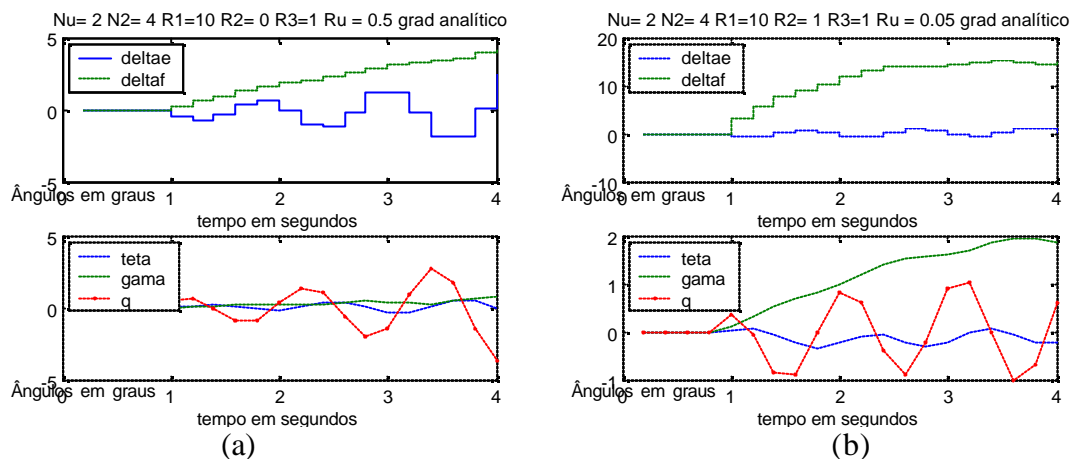 Nu= 2 N2= 4 R1=10 R2= 0 R3=1 Ru = 0.5 grad analítico
5
deltae
deltaf
0
-5
0 1 2 3 4
Ângulos em graus
tempo em segundos
5
teta
gama
q
0
-5
0 1 2 3 4
Ângulos em graus
tempo em segundos
(a)
Nu= 2 N2= 4 R1=10 R2= 1 R3=1 Ru = 0.05 grad analítico
20
deltae
deltaf
10
0
-10
0 1 2 3 4
Ângulos em graus
tempo em segundos
2
teta
gama
q
1
0
-1
0 1 2 3 4
Ângulos em graus
tempo em segundos
(b)